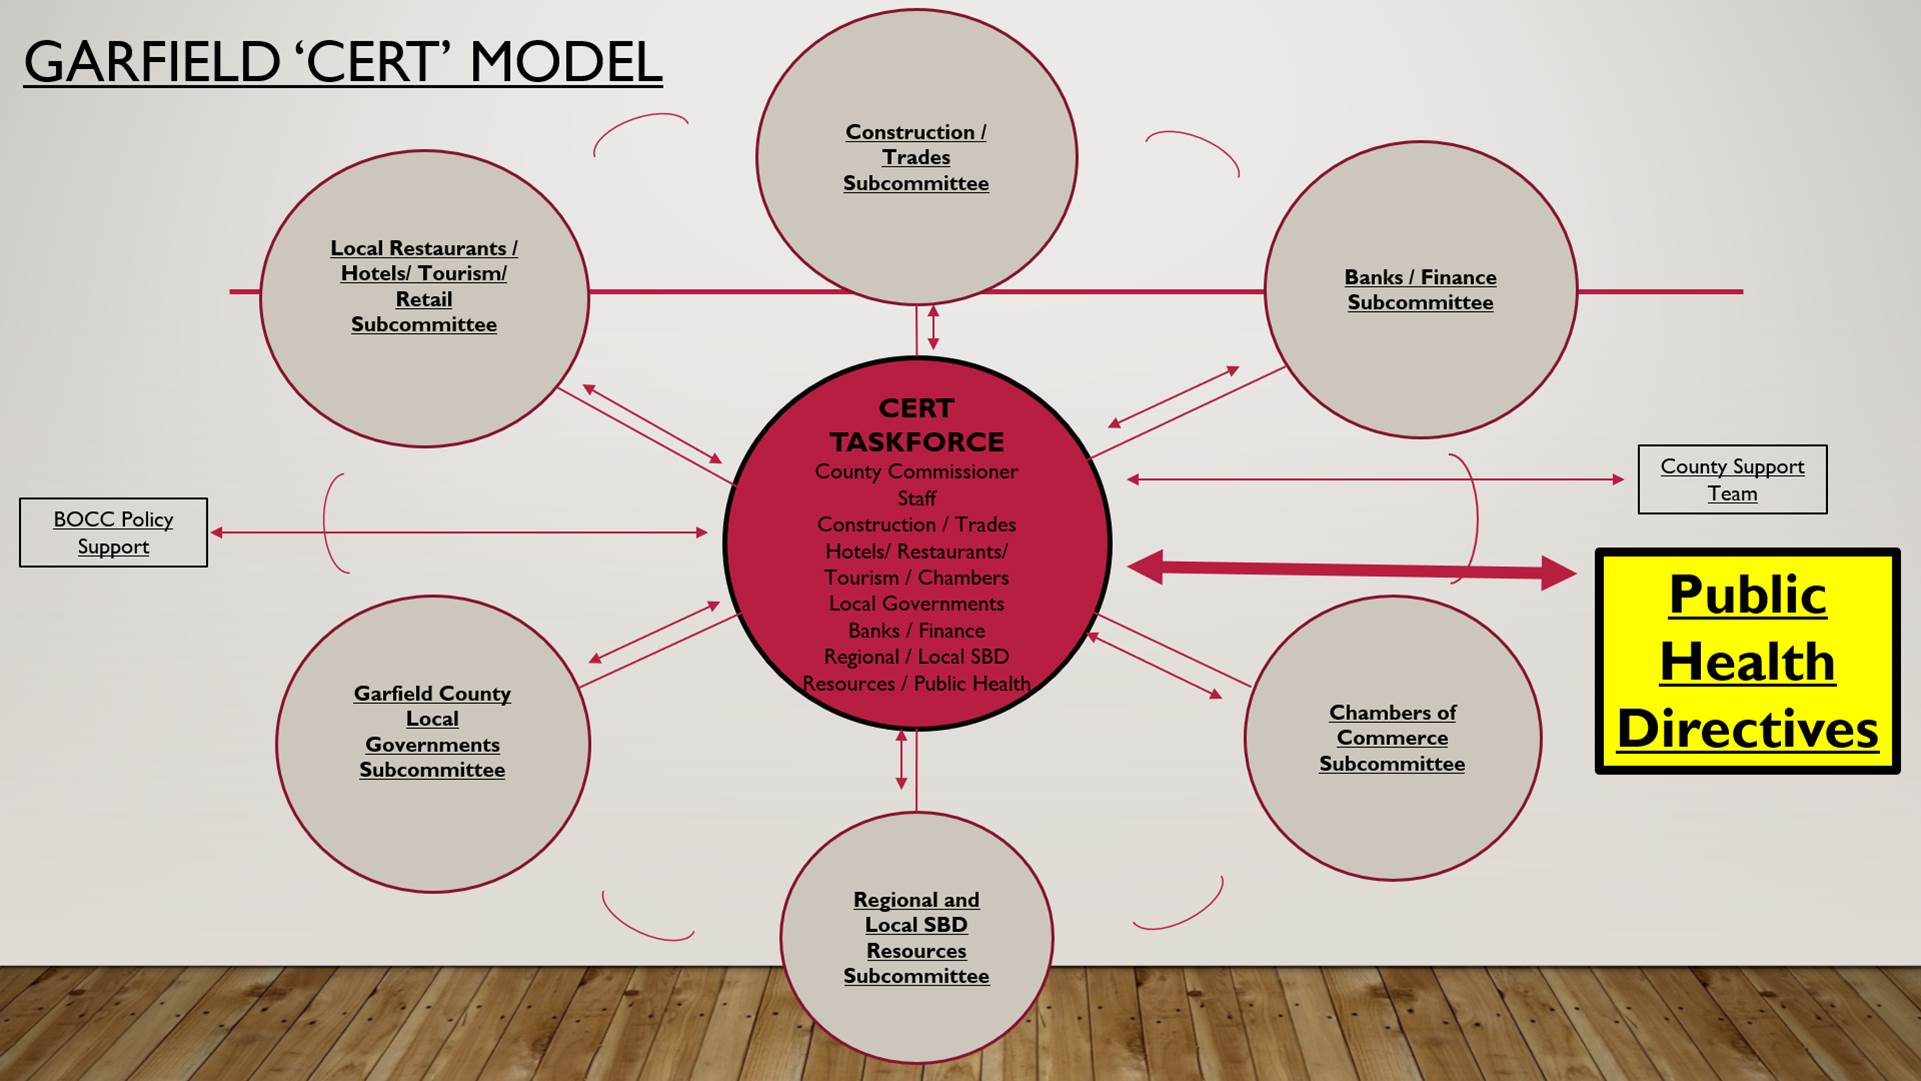 GARFIELD ‘CERT’ MODEL
Construction /
Trades
Subcommittee
Local Restaurants /
Hotels/ Tourism/
Retail
Subcommittee
Banks / Finance
Subcommittee
CERT
TASKFORCE
County Commissioner
Staff
Construction / Trades
Hotels/ Restaurants/
Tourism / Chambers
Local Governments
Banks / Finance
Regional / Local SBD
Resources / Public Health
County Support
Team
BOCC Policy
Support
Public
Health
Directives
Garfield County
Local
Governments
Subcommittee
Chambers of
Commerce
Subcommittee
Regional and
Local SBD
Resources
Subcommittee